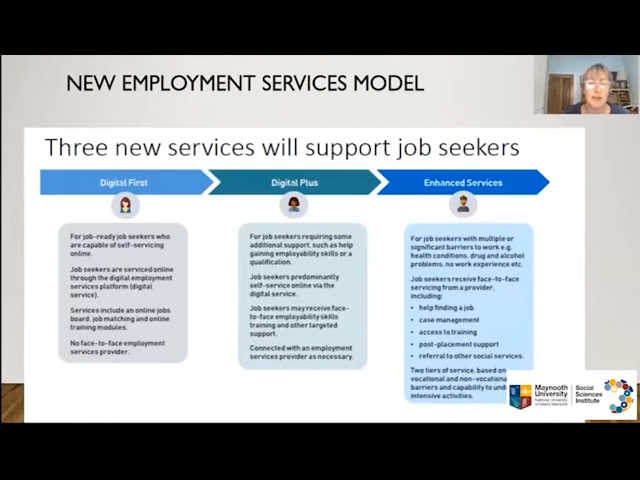 NEW EMPLOYMENT SERVICES MODEL
Three new services will support job seekers
Digital First
For job-ready job seekers who
are capable of self-servicing
online.
Job seekers are serviced online
through the digital employment
services platform (digital
service).
Services include an online jobs
board, job matching and online
training modules.
No face-to-face employment
services provider.
Digital Plus
For job seekers requiring some
additional support, such as help
gaining employability skills or a
qualification.
Job seekers predominantly
self-service online via the
digital service.
Job seekers may receive face-
to-face employability skills
training and other targeted
support.
Connected with an employment
services provider as necessary.
Enhanced Services
For job seekers with multiple or
significant barriers to work e.g.
health conditions, drug and alcohol
problems, no work experience etc.
Job seekers receive face-to-face
servicing from a provider,
including:
• help finding a job
• case management
• access to training
• post-placement support
• referral to other social services.
Two tiers of service, based on
vocational and non-vocational
barriers and capability to
intensive activities.
Maynooth
University
National University
of Ireland Maynooth
Social
Sciences
Institute